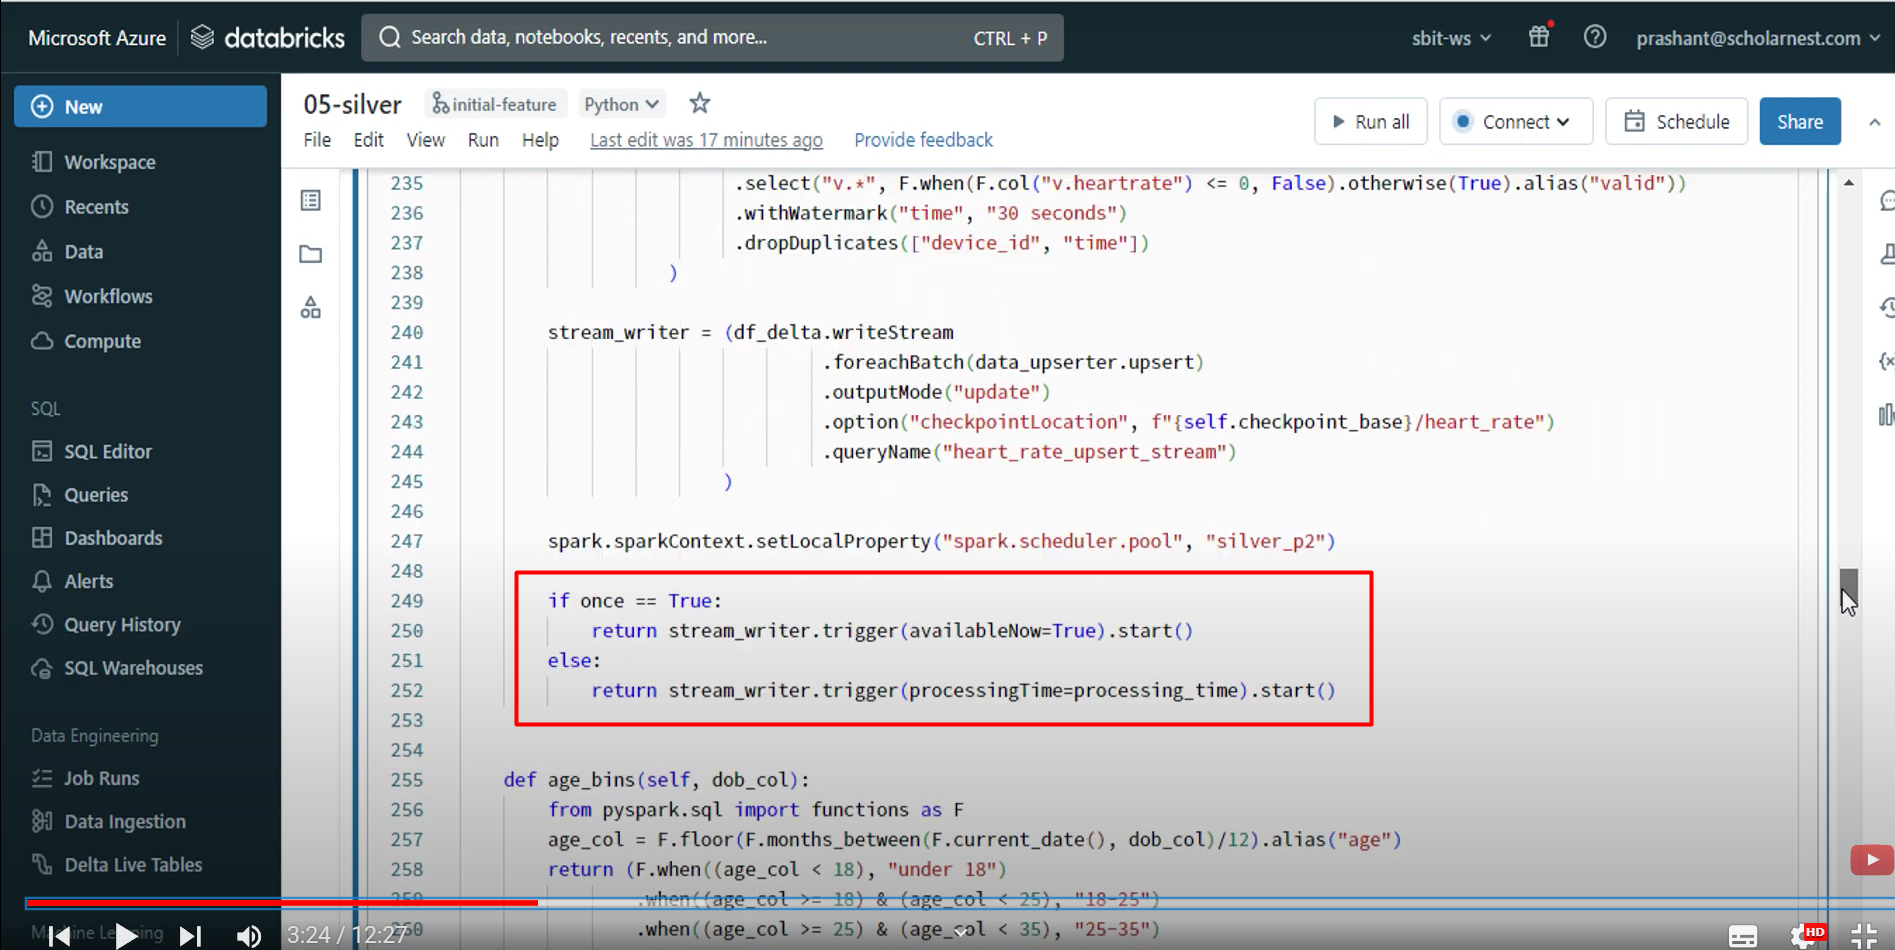 Microsoft Azure databricks Search data, notebooks, recents, and more... CTRL + P sbit-ws prashant@scholarnest.com
New
Workspace
Recents
Data
Workflows
Compute
SQL
SQL Editor
Queries
Dashboards
Alerts
Query History
SQL Warehouses
Data Engineering
Job Runs
Data Ingestion
Delta Live Tables
Machine Learning
05-silver initial-feature Python
File Edit View Run Help Last edit was 17 minutes ago Provide feedback
Run all Connect Schedule Share
235 .select("v.*", F.when(F.col("v.heartrate") <= 0, False).otherwise(True).alias("valid"))
236 .withWatermark("time", "30 seconds")
237 .dropDuplicates(["device_id", "time"])
238 )
239
240 stream_writer = (df_delta.writeStream
241 .foreachBatch(data_upserter.upsert)
242 .outputMode("update")
243 .option("checkpointLocation", f"{self.checkpoint_base}/heart_rate")
244 .queryName("heart_rate_upsert_stream")
245 )
246
247 spark.sparkContext.setLocalProperty("spark.scheduler.pool", "silver_p2")
248
249 if once == True:
250 return stream_writer.trigger(availableNow=True).start()
251 else:
252 return stream_writer.trigger(processingTime=processing_time).start()
253
254
255 def age_bins(self, dob_col):
256 from pyspark.sql import functions as F
257 age_col = F.floor(F.months_between(F.current_date(), dob_col)/12).alias("age")
258 return (F.when((age_col < 18), "under 18")
259 .when((age_col >= 18) & (age_col < 25), "18-25")
260 .when((age_col >= 25) & (age_col < 35), "25-35")
3:24 / 12:27
HD